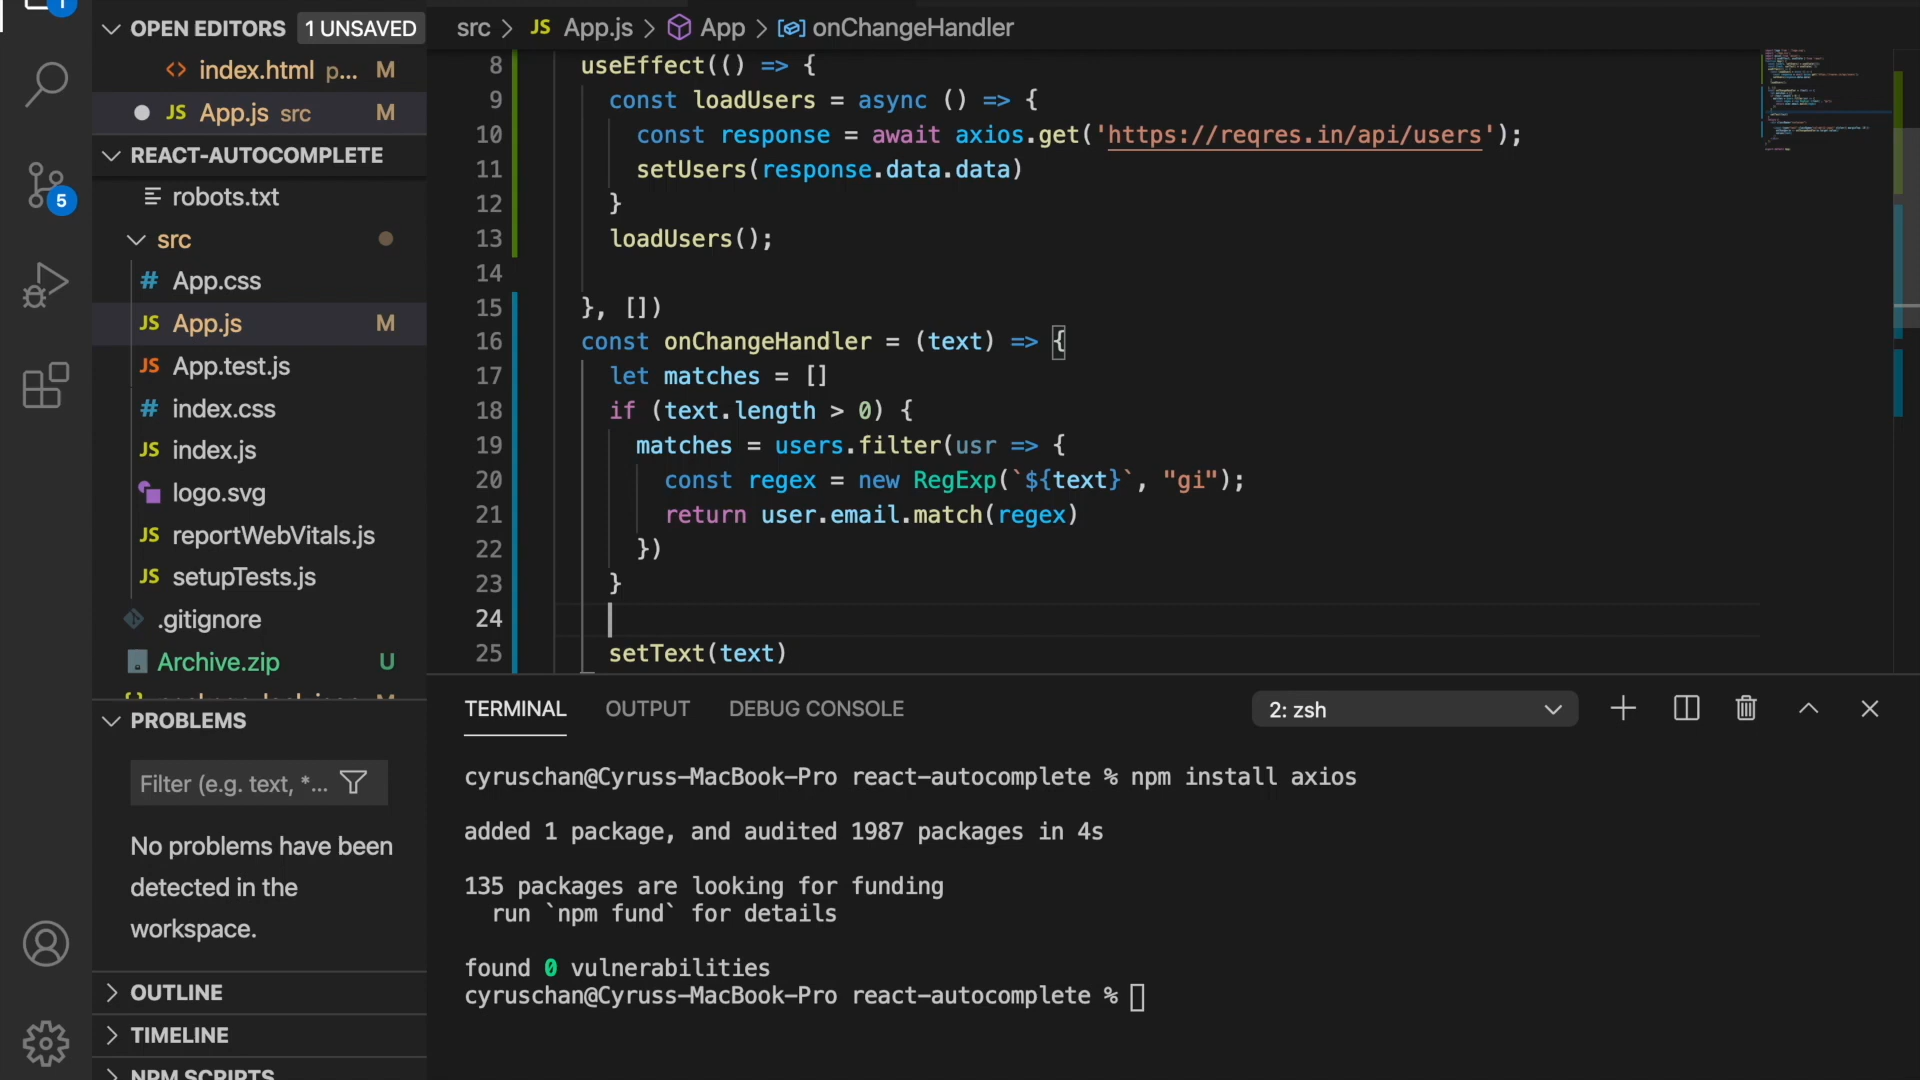 1
OPEN EDITORS 1 UNSAVED
index.html p... M
JS App.js src M
REACT-AUTOCOMPLETE
robots.txt
src
# App.css
JS App.js M
JS App.test.js
# index.css
JS index.js
logo.svg
JS reportWebVitals.js
JS setupTests.js
.gitignore
Archive.zip U
PROBLEMS
Filter (e.g. text, *...
No problems have been
detected in the
workspace.
OUTLINE
TIMELINE
NPM SCRIPTS
5
src > JS App.js > App > onChangeHandler
8 useEffect(() => {
9 const loadUsers = async () => {
10 const response = await axios.get('https://reqres.in/api/users');
11 setUsers(response.data.data)
12 }
13 loadUsers();
14
15 }, [])
16 const onChangeHandler = (text) => {
17 let matches = []
18 if (text.length > 0) {
19 matches = users.filter(usr => {
20 const regex = new RegExp(`${text}`, "gi");
21 return user.email.match(regex)
22 })
23 }
24
25 setText(text)
TERMINAL OUTPUT DEBUG CONSOLE 2: zsh
cyruschan@Cyruss-MacBook-Pro react-autocomplete % npm install axios
added 1 package, and audited 1987 packages in 4s
135 packages are looking for funding
run `npm fund` for details
found 0 vulnerabilities
cyruschan@Cyruss-MacBook-Pro react-autocomplete %